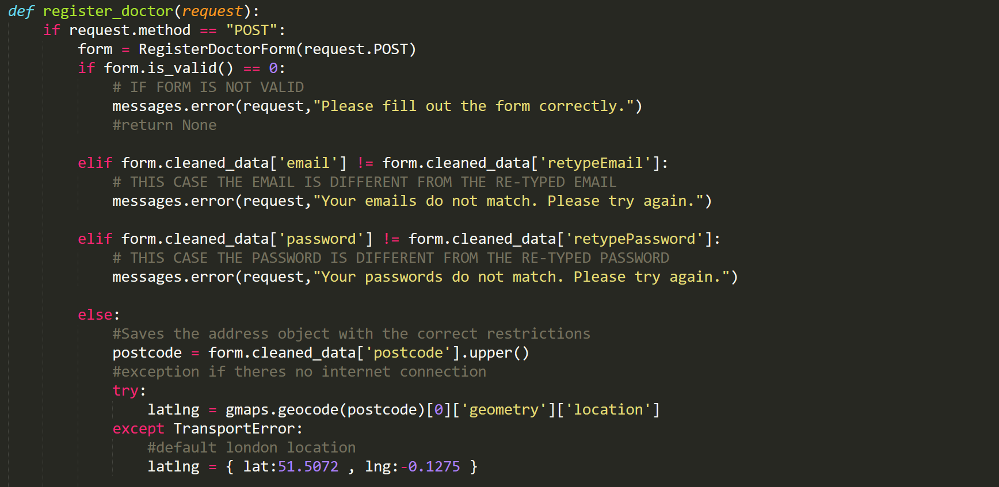 def register_doctor(request):
    if request.method == "POST":
        form = RegisterDoctorForm(request.POST)
        if form.is_valid() == 0:
            # IF FORM IS NOT VALID
            messages.error(request,"Please fill out the form correctly.")
            #return None

        elif form.cleaned_data['email'] != form.cleaned_data['retypeEmail']:
            # THIS CASE THE EMAIL IS DIFFERENT FROM THE RE-TYPED EMAIL
            messages.error(request,"Your emails do not match. Please try again.")

        elif form.cleaned_data['password'] != form.cleaned_data['retypePassword']:
            # THIS CASE THE PASSWORD IS DIFFERENT FROM THE RE-TYPED PASSWORD
            messages.error(request,"Your passwords do not match. Please try again.")

        else:
            #Saves the address object with the correct restrictions
            postcode = form.cleaned_data['postcode'].upper()
            #exception if theres no internet connection
            try:
                latlng = gmaps.geocode(postcode)[0]['geometry']['location']
            except TransportError:
                #default london location
                latlng = { lat:51.5072 , lng:-0.1275 }